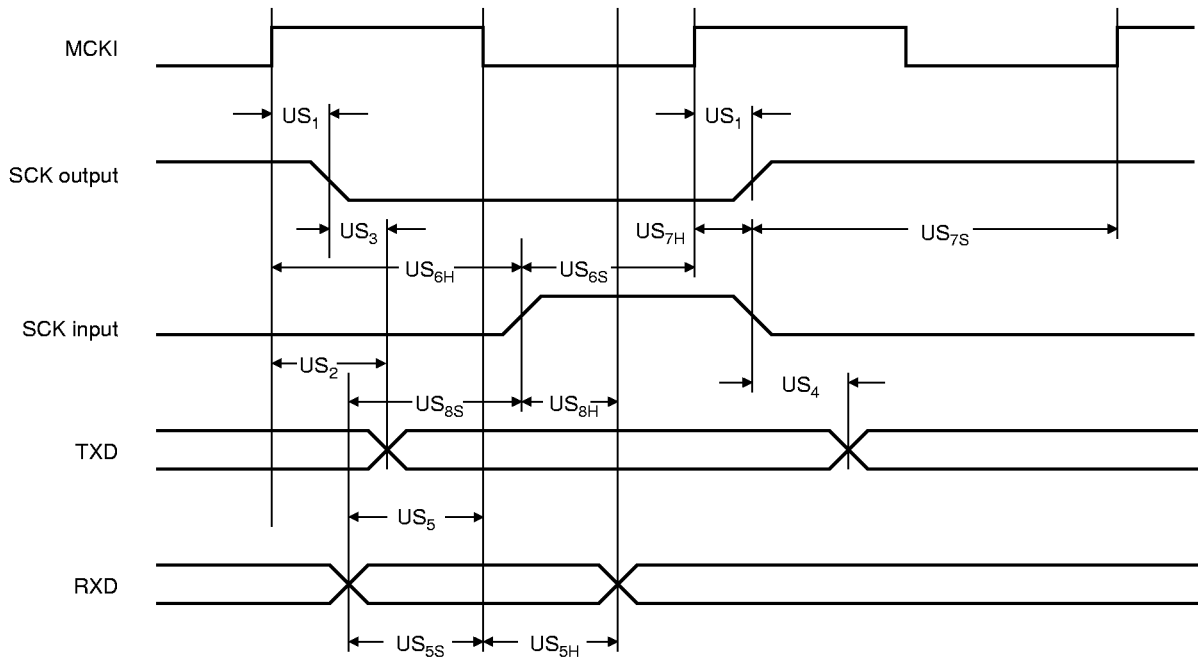 MCKI
US1 US1
SCK output
US3 US7H US7S
US6H US6S
SCK input
US2 US4
US8S US8H
TXD
US5
RXD
US5S US5H